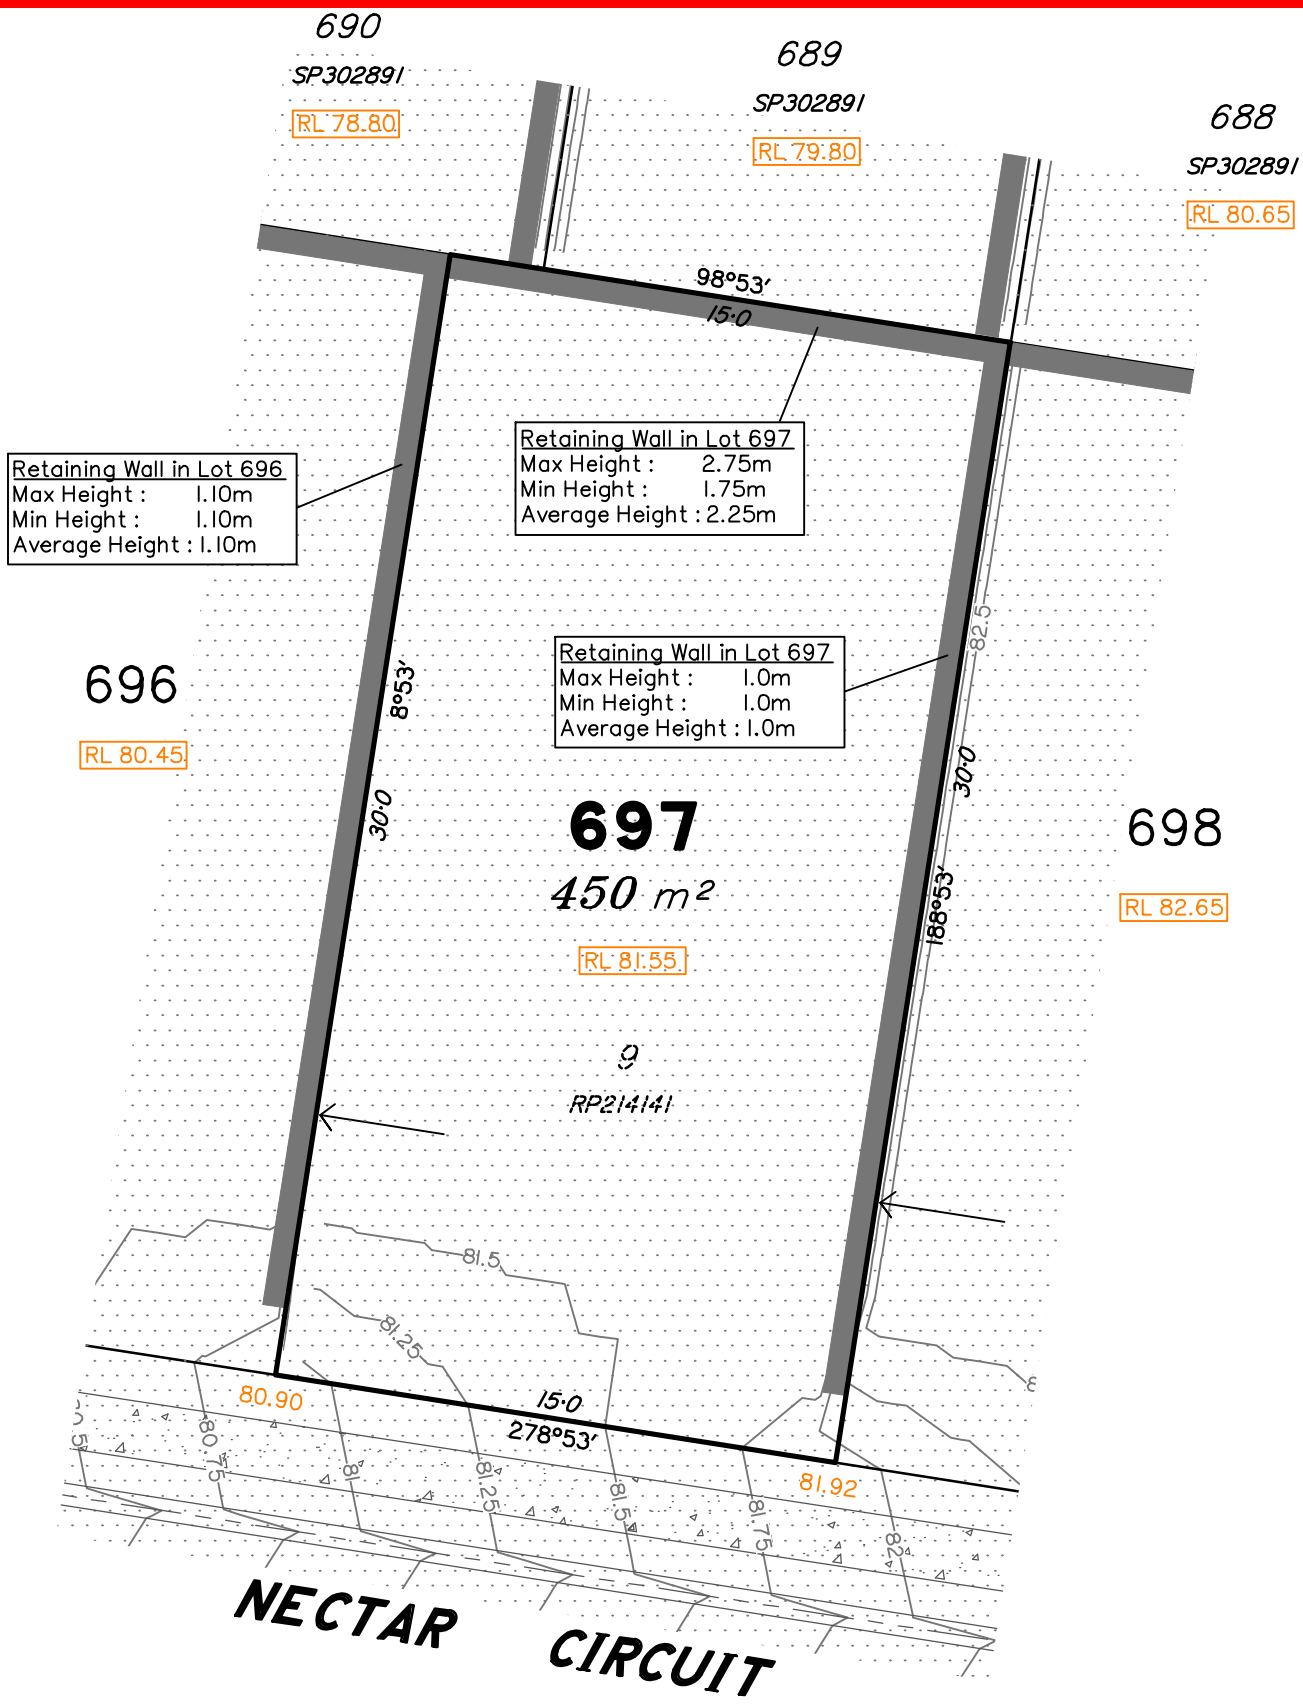 690
SP302891
RL 78.80
689
SP302891
RL 79.80
688
SP302891
RL 80.65
98°53′
15·0
Retaining Wall in Lot 697
Max Height : 2.75m
Min Height : 1.75m
Average Height : 2.25m
Retaining Wall in Lot 696
Max Height : 1.10m
Min Height : 1.10m
Average Height : 1.10m
82.5
Retaining Wall in Lot 697
Max Height : 1.0m
Min Height : 1.0m
Average Height : 1.0m
696
RL 80.45
8°53′
30·0
30·0
188°53′
697
450 m²
RL 81.55
698
RL 82.65
9
RP214141
81.5
81.25
80.90
15·0
278°53′
81.92
80.75
81
81.25
81.5
81.75
82
NECTAR CIRCUIT